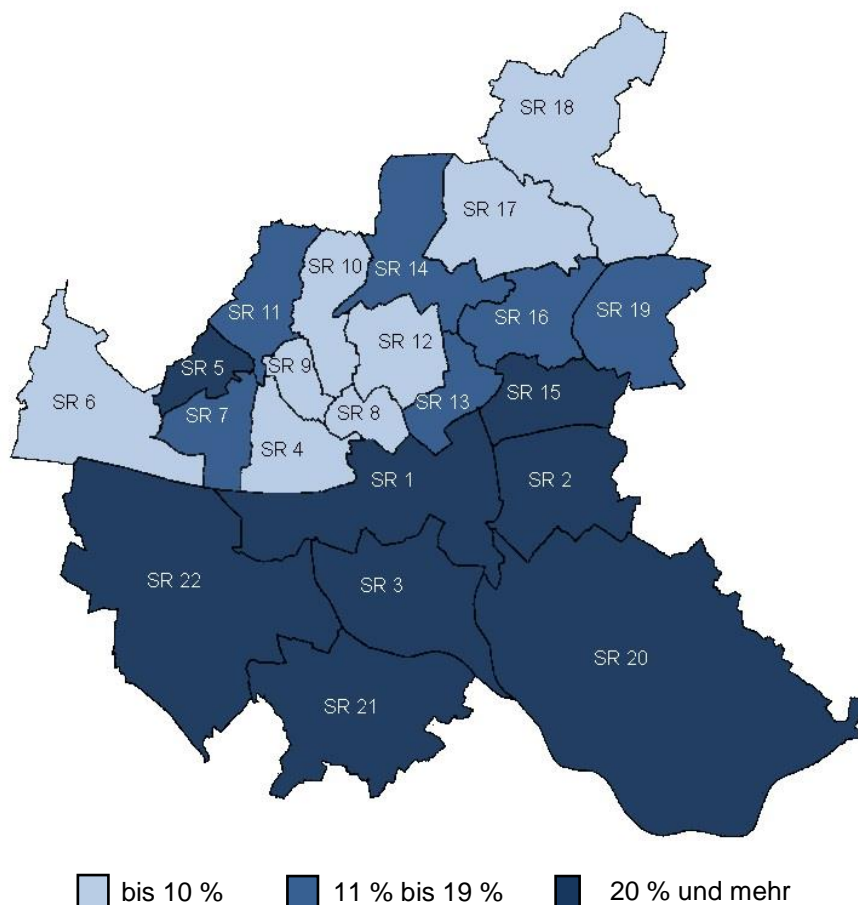 SR 18
SR 17
SR 10
SR 14
SR 11
SR 16
SR 19
SR 12
SR 5
SR 9
SR 6
SR 7
SR 13
SR 15
SR 8
SR 4
SR 1
SR 2
SR 22
SR 3
SR 20
SR 21
bis 10 % 11 % bis 19 % 20 % und mehr